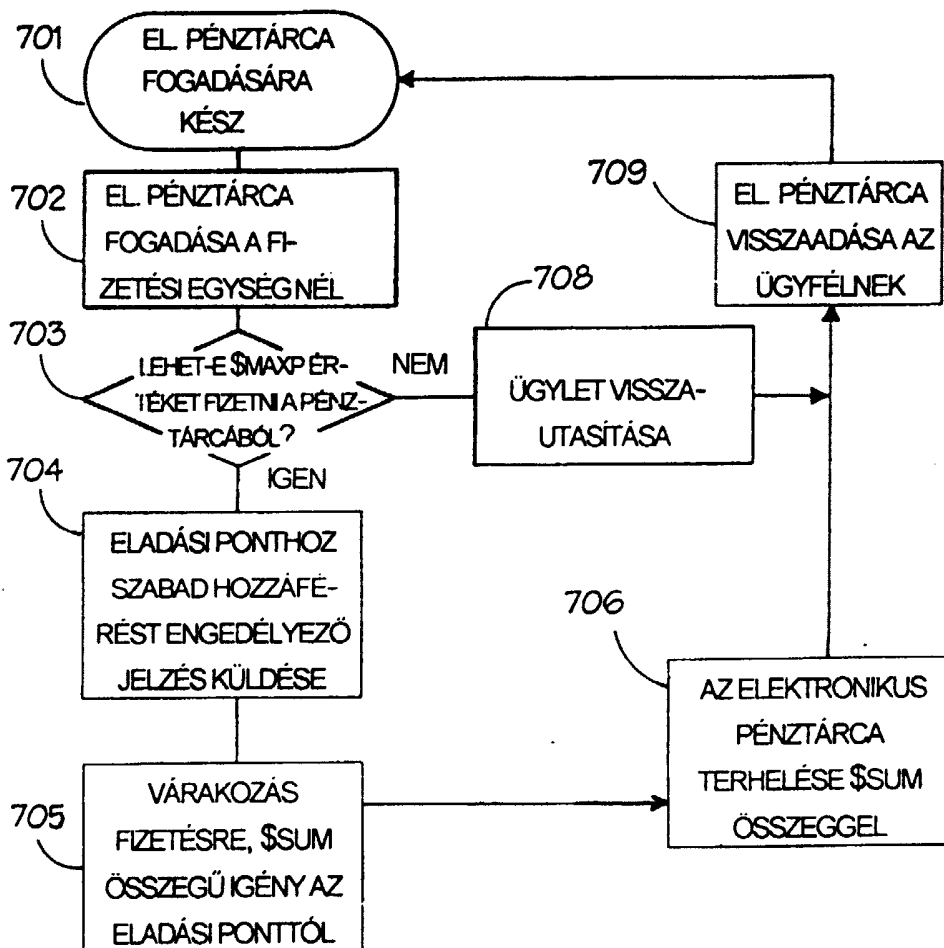 701
EL. PÉNZTÁRCA
FOGADÁSÁRA
KÉSZ
702
EL. PÉNZTÁRCA
FOGADÁSA A FI-
ZETÉSI EGYSÉG NÉL
703
LEHET-E $MAXP ÉR-
TÉKET FIZETNI A PÉNZ-
TÁRCÁBÓL?
NEM
IGEN
708
ÜGYLET VISSZA-
UTASÍTÁSA
709
EL. PÉNZTÁRCA
VISSZAADÁSA AZ
ÜGYFÉLNEK
704
ELADÁSI PONTHOZ
SZABAD HOZZÁFÉ-
RÉST ENGEDÉLYEZŐ
JELZÉS KÜLDÉSE
705
VÁRAKOZÁS
FIZETÉSRE, $SUM
ÖSSZEGŰ IGÉNY AZ
ELADÁSI PONTTÓL
706
AZ ELEKTRONIKUS
PÉNZTÁRCA
TERHELÉSE $SUM
ÖSSZEGGEL